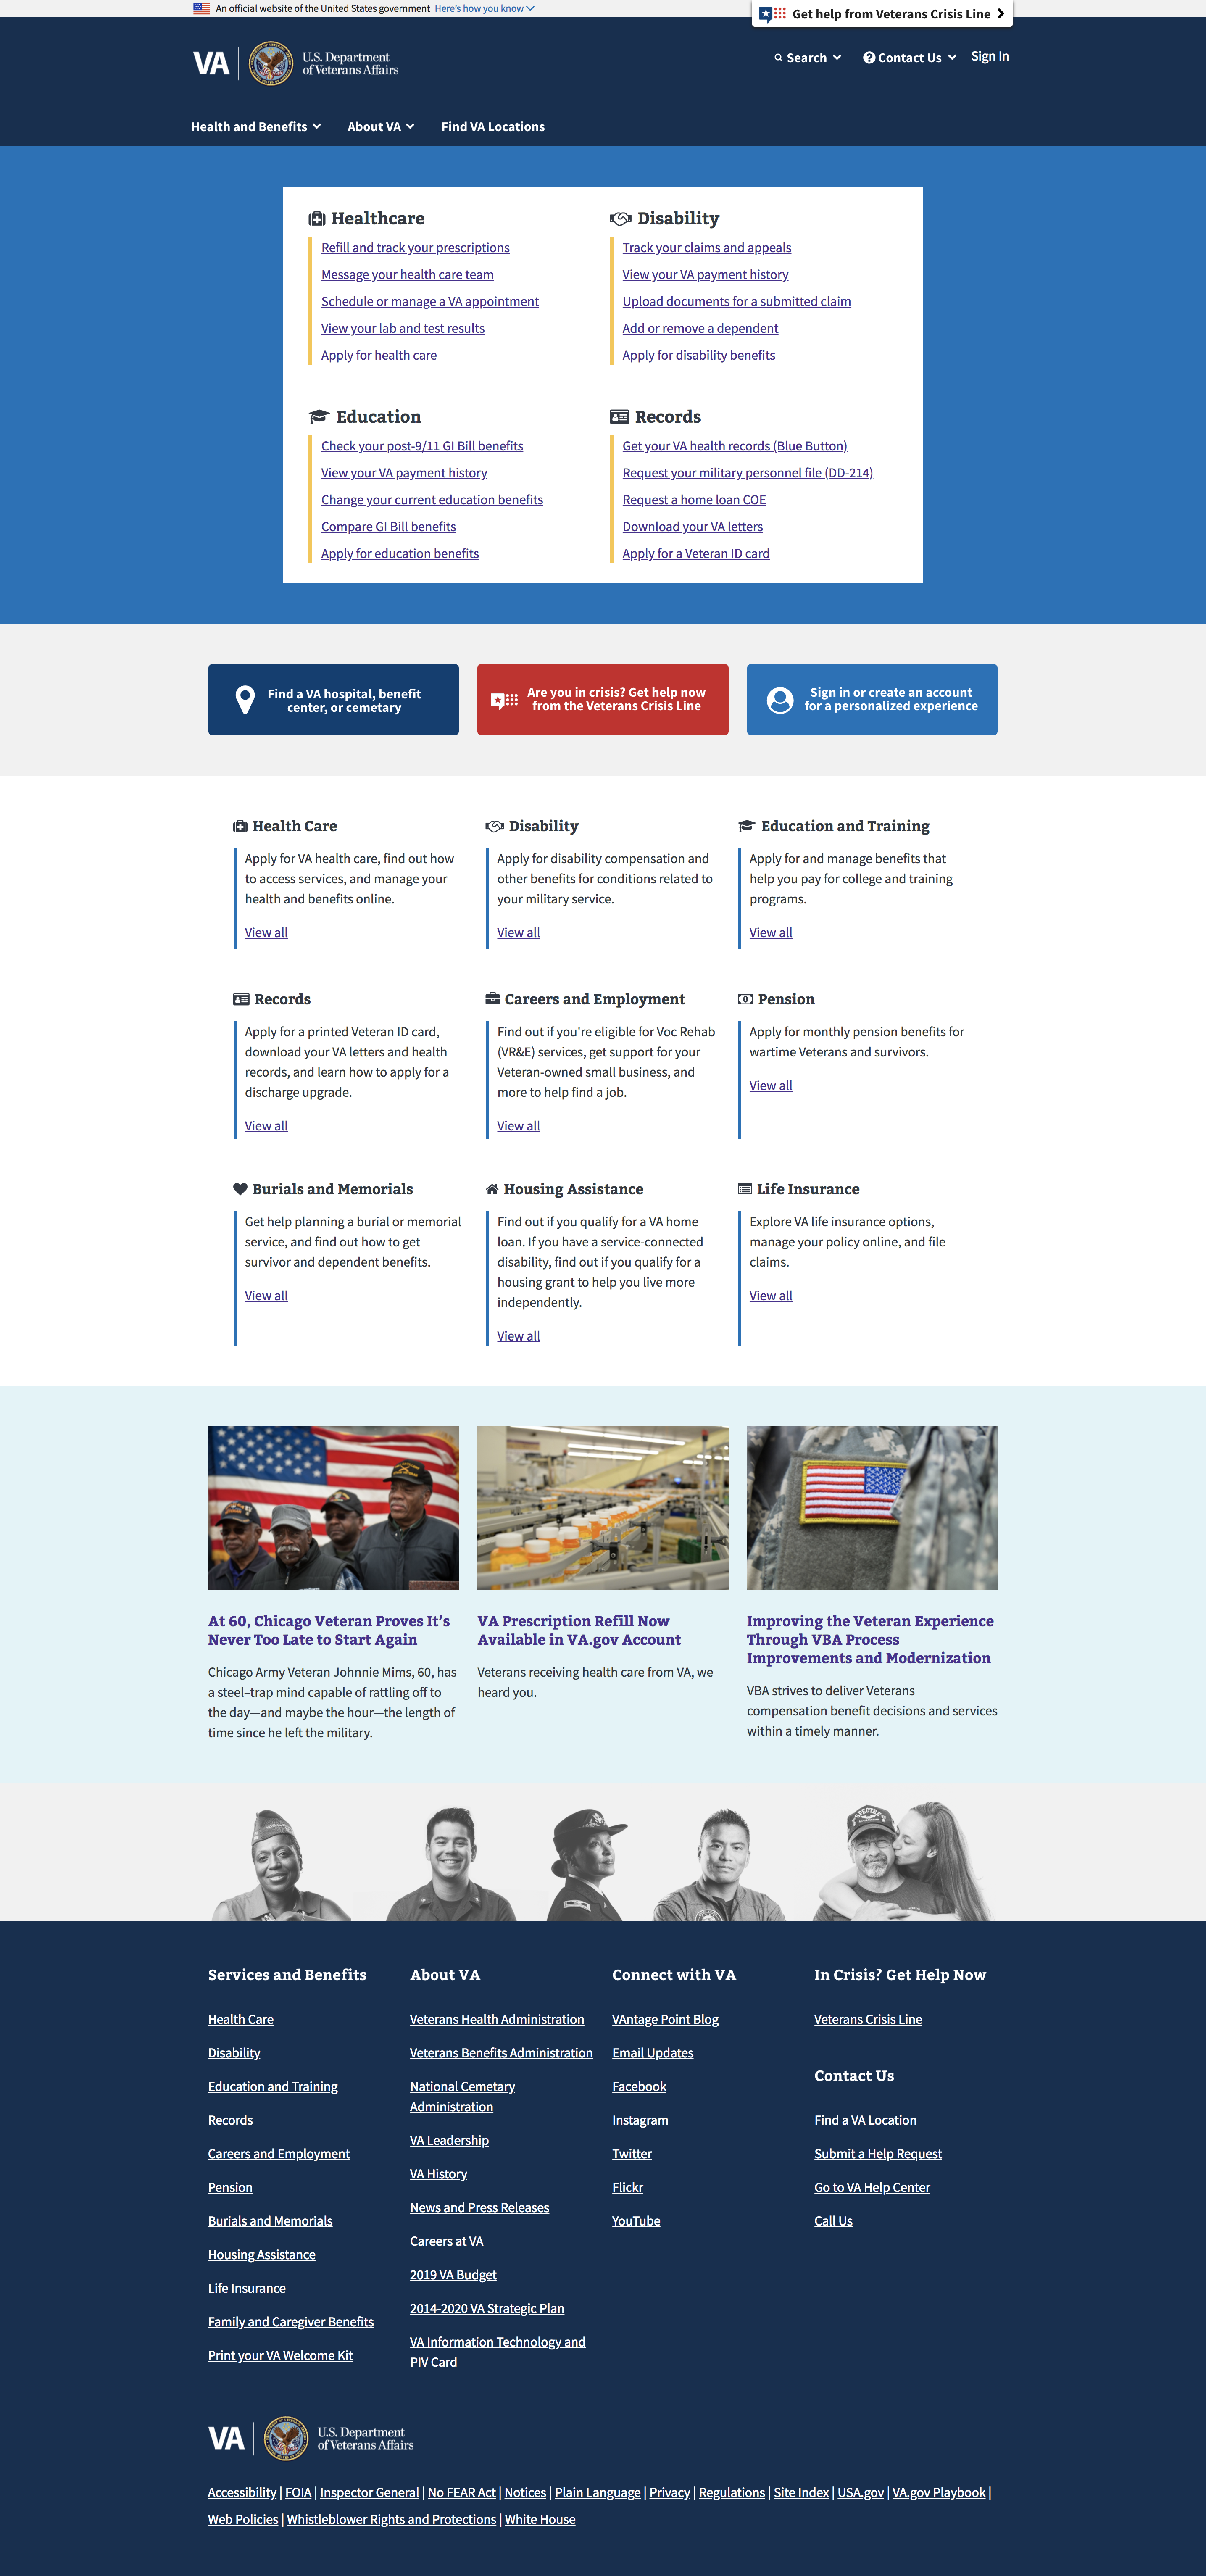 An official website of the United States government Here's how you know
Get help from Veterans Crisis Line
VA
U.S. Department
of Veterans Affairs
Search
Contact Us
Sign In
Health and Benefits
About VA
Find VA Locations
Healthcare
Refill and track your prescriptions
Message your health care team
Schedule or manage a VA appointment
View your lab and test results
Apply for health care
Disability
Track your claims and appeals
View your VA payment history
Upload documents for a submitted claim
Add or remove a dependent
Apply for disability benefits
Education
Check your post-9/11 GI Bill benefits
View your VA payment history
Change your current education benefits
Compare GI Bill benefits
Apply for education benefits
Records
Get your VA health records (Blue Button)
Request your military personnel file (DD-214)
Request a home loan COE
Download your VA letters
Apply for a Veteran ID card
Find a VA hospital, benefit
center, or cemetary
Are you in crisis? Get help now
from the Veterans Crisis Line
Sign in or create an account
for a personalized experience
Health Care
Apply for VA health care, find out how
to access services, and manage your
health and benefits online.
View all
Disability
Apply for disability compensation and
other benefits for conditions related to
your military service.
View all
Education and Training
Apply for and manage benefits that
help you pay for college and training
programs.
View all
Records
Apply for a printed Veteran ID card,
download your VA letters and health
records, and learn how to apply for a
discharge upgrade.
View all
Careers and Employment
Find out if you're eligible for Voc Rehab
(VR&E) services, get support for your
Veteran-owned small business, and
more to help find a job.
View all
Pension
Apply for monthly pension benefits for
wartime Veterans and survivors.
View all
Burials and Memorials
Get help planning a burial or memorial
service, and find out how to get
survivor and dependent benefits.
View all
Housing Assistance
Find out if you qualify for a VA home
loan. If you have a service-connected
disability, find out if you qualify for a
housing grant to help you live more
independently.
View all
Life Insurance
Explore VA life insurance options,
manage your policy online, and file
claims.
View all
At 60, Chicago Veteran Proves It’s
Never Too Late to Start Again
Chicago Army Veteran Johnnie Mims, 60, has
a steel–trap mind capable of rattling off to
the day—and maybe the hour—the length of
time since he left the military.
VA Prescription Refill Now
Available in VA.gov Account
Veterans receiving health care from VA, we
heard you.
Improving the Veteran Experience
Through VBA Process
Improvements and Modernization
VBA strives to deliver Veterans
compensation benefit decisions and services
within a timely manner.
SPECTRE
Services and Benefits
Health Care
Disability
Education and Training
Records
Careers and Employment
Pension
Burials and Memorials
Housing Assistance
Life Insurance
Family and Caregiver Benefits
Print your VA Welcome Kit
About VA
Veterans Health Administration
Veterans Benefits Administration
National Cemetary
Administration
VA Leadership
VA History
News and Press Releases
Careers at VA
2019 VA Budget
2014-2020 VA Strategic Plan
VA Information Technology and
PIV Card
Connect with VA
VAntage Point Blog
Email Updates
Facebook
Instagram
Twitter
Flickr
YouTube
In Crisis? Get Help Now
Veterans Crisis Line
Contact Us
Find a VA Location
Submit a Help Request
Go to VA Help Center
Call Us
VA
U.S. Department
of Veterans Affairs
Accessibility | FOIA | Inspector General | No FEAR Act | Notices | Plain Language | Privacy | Regulations | Site Index | USA.gov | VA.gov Playbook |
Web Policies | Whistleblower Rights and Protections | White House